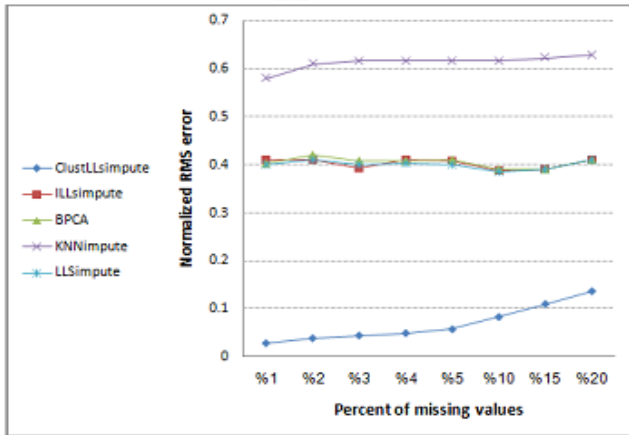 0.7
0.6
0.5
0.4
0.3
0.2
0.1
0
Normalized RMS error
ClustLLsimpute
ILLsimpute
BPCA
KNNimpute
LLSimpute
%1 %2 %3 %4 %5 %10 %15 %20
Percent of missing values